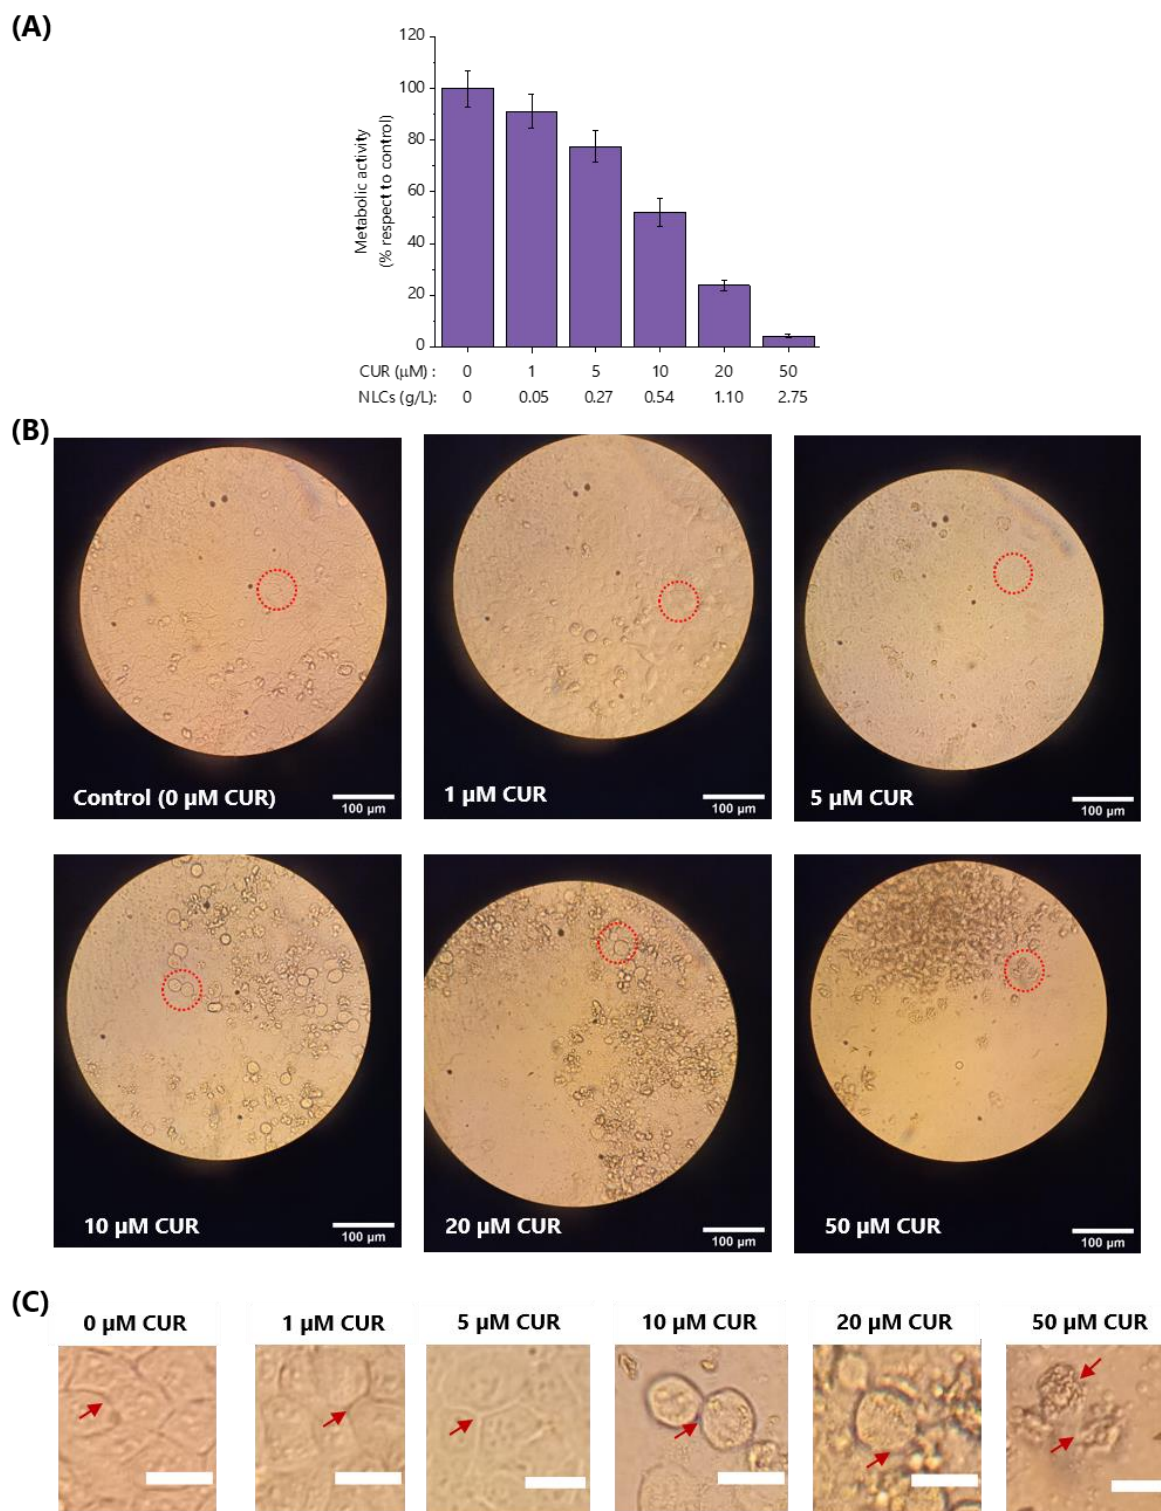 (A)
120
100
80
60
40
20
0
Metabolic activity
(% respect to control)
CUR (μM) : 0 1 5 10 20 50
NLCs (g/L): 0 0.05 0.27 0.54 1.10 2.75
(B)
Control (0 μM CUR)
100 μm
1 μM CUR
100 μm
5 μM CUR
100 μm
10 μM CUR
100 μm
20 μM CUR
100 μm
50 μM CUR
100 μm
(C)
0 μM CUR
1 μM CUR
5 μM CUR
10 μM CUR
20 μM CUR
50 μM CUR